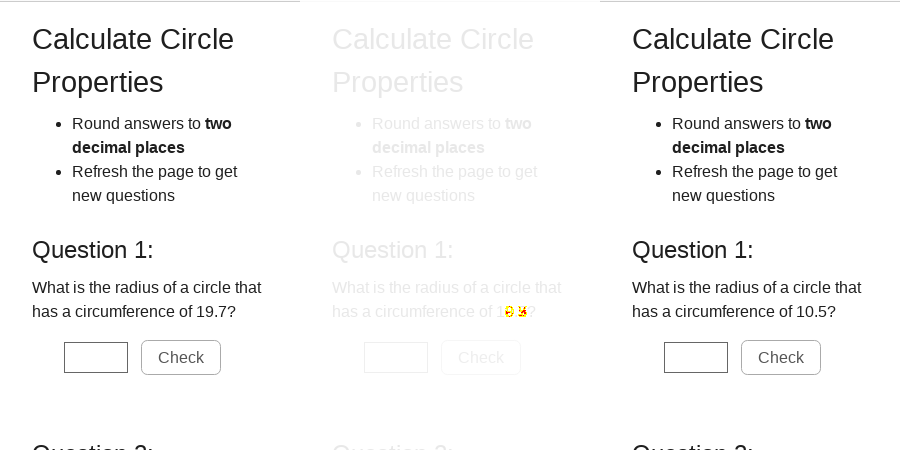 Calculate Circle
Properties
• Round answers to two
decimal places
• Refresh the page to get
new questions
Question 1:
What is the radius of a circle that
has a circumference of 19.7?
Check
Calculate Circle
Properties
• Round answers to two
decimal places
• Refresh the page to get
new questions
Question 1:
What is the radius of a circle that
has a circumference of
Check
Calculate Circle
Properties
• Round answers to two
decimal places
• Refresh the page to get
new questions
Question 1:
What is the radius of a circle that
has a circumference of 10.5?
Check